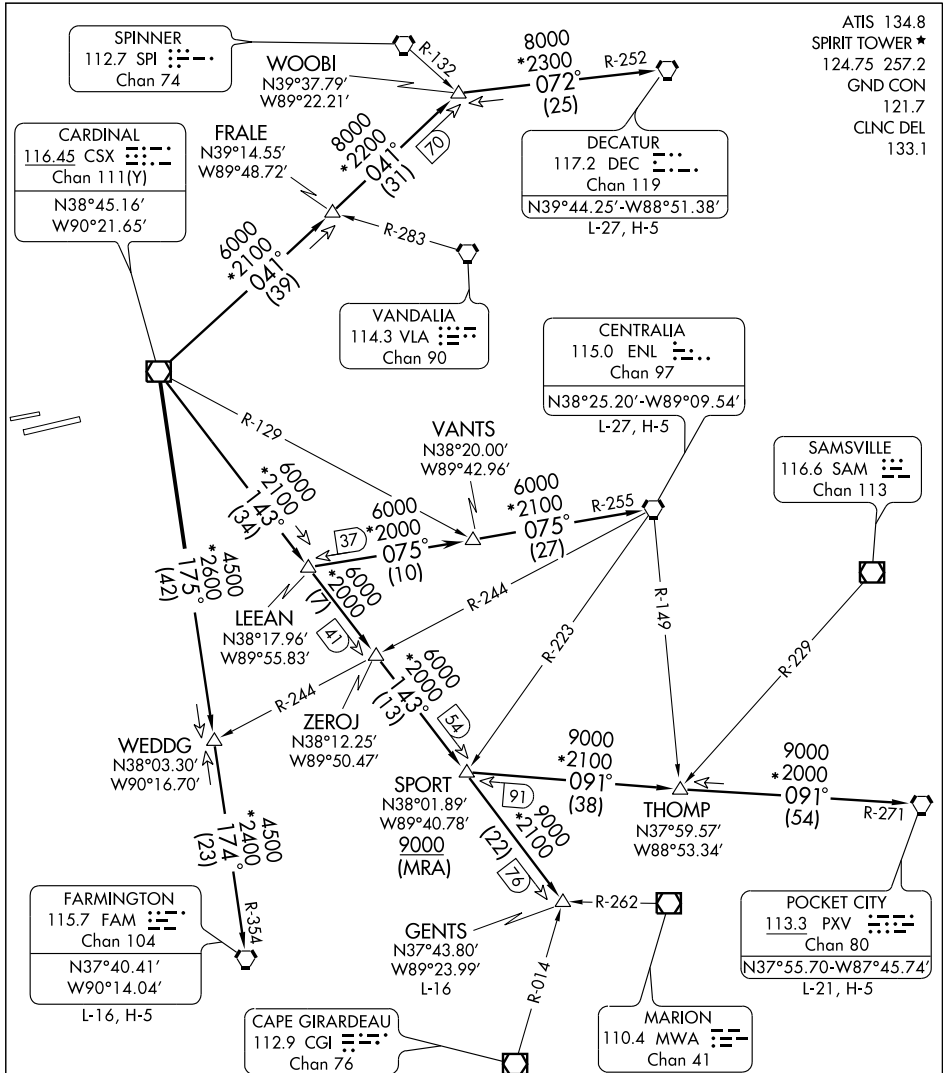 ATIS 134.8
SPIRIT TOWER ★
124.75 257.2
GND CON
121.7
CLNC DEL
133.1
SPINNER
112.7 SPI
Chan 74
R-132
WOOBI
N39°37.79′
W89°22.21′
8000
*2300
072°
(25)
R-252
DECATUR
117.2 DEC
Chan 119
N39°44.25′-W88°51.38′
L-27, H-5
CARDINAL
116.45 CSX
Chan 111(Y)
N38°45.16′
W90°21.65′
FRALE
N39°14.55′
W89°48.72′
8000
*2200
041°
(31)
70
6000
*2100
041°
(39)
R-283
VANDALIA
114.3 VLA
Chan 90
CENTRALIA
115.0 ENL
Chan 97
N38°25.20′-W89°09.54′
L-27, H-5
SAMSVILLE
116.6 SAM
Chan 113
R-129
VANTS
N38°20.00′
W89°42.96′
6000
*2100
143°
(34)
37
6000
*2000
075°
(10)
6000
*2100
075°
(27)
R-255
4500
*2600
175°
(42)
LEEAN
N38°17.96′
W89°55.83′
6000
*2000
(7)
41
R-244
R-223
R-149
R-229
R-244
ZEROJ
N38°12.25′
W89°50.47′
6000
*2000
143°
(13)
54
WEDDG
N38°03.30′
W90°16.70′
SPORT
N38°01.89′
W89°40.78′
9000
(MRA)
9000
*2100
091°
(38)
91
THOMP
N37°59.57′
W88°53.34′
9000
*2000
091°
(54)
R-271
4500
*2400
174°
(23)
R-354
9000
*2100
(22)
76
FARMINGTON
115.7 FAM
Chan 104
N37°40.41′
W90°14.04′
L-16, H-5
GENTS
N37°43.80′
W89°23.99′
L-16
R-262
R-014
POCKET CITY
113.3 PXV
Chan 80
N37°55.70-W87°45.74′
L-21, H-5
CAPE GIRARDEAU
112.9 CGI
Chan 76
MARION
110.4 MWA
Chan 41